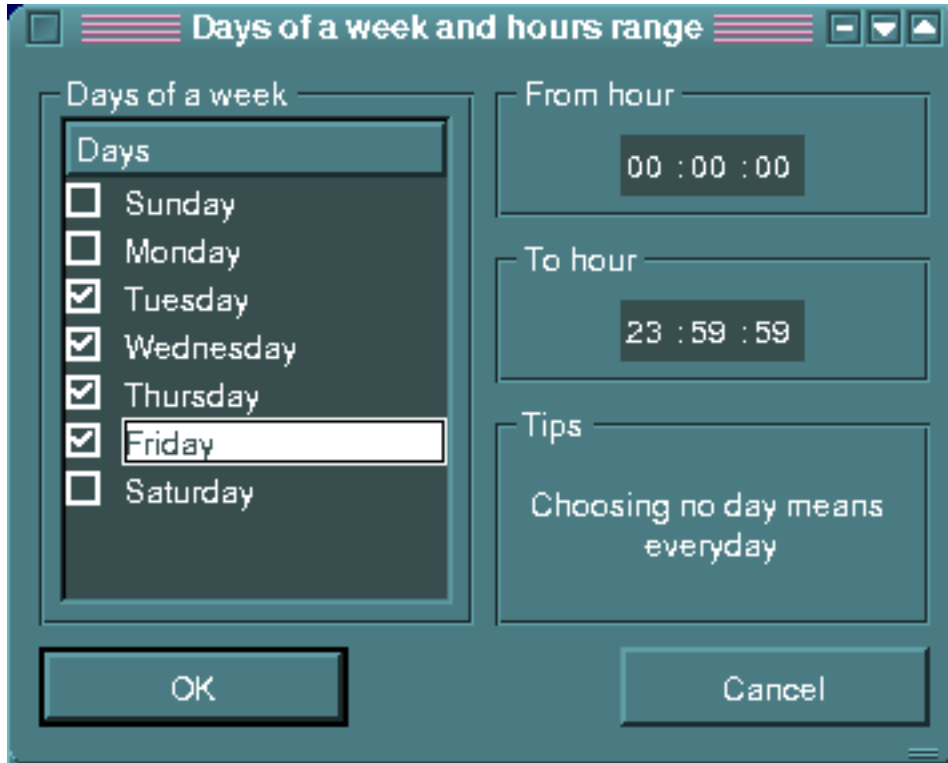 Days of a week and hours range
Days of a week
Days
Sunday
Monday
Tuesday
Wednesday
Thursday
Friday
Saturday
From hour
00 :00 :00
To hour
23 :59 :59
Tips
Choosing no day means
everyday
OK
Cancel